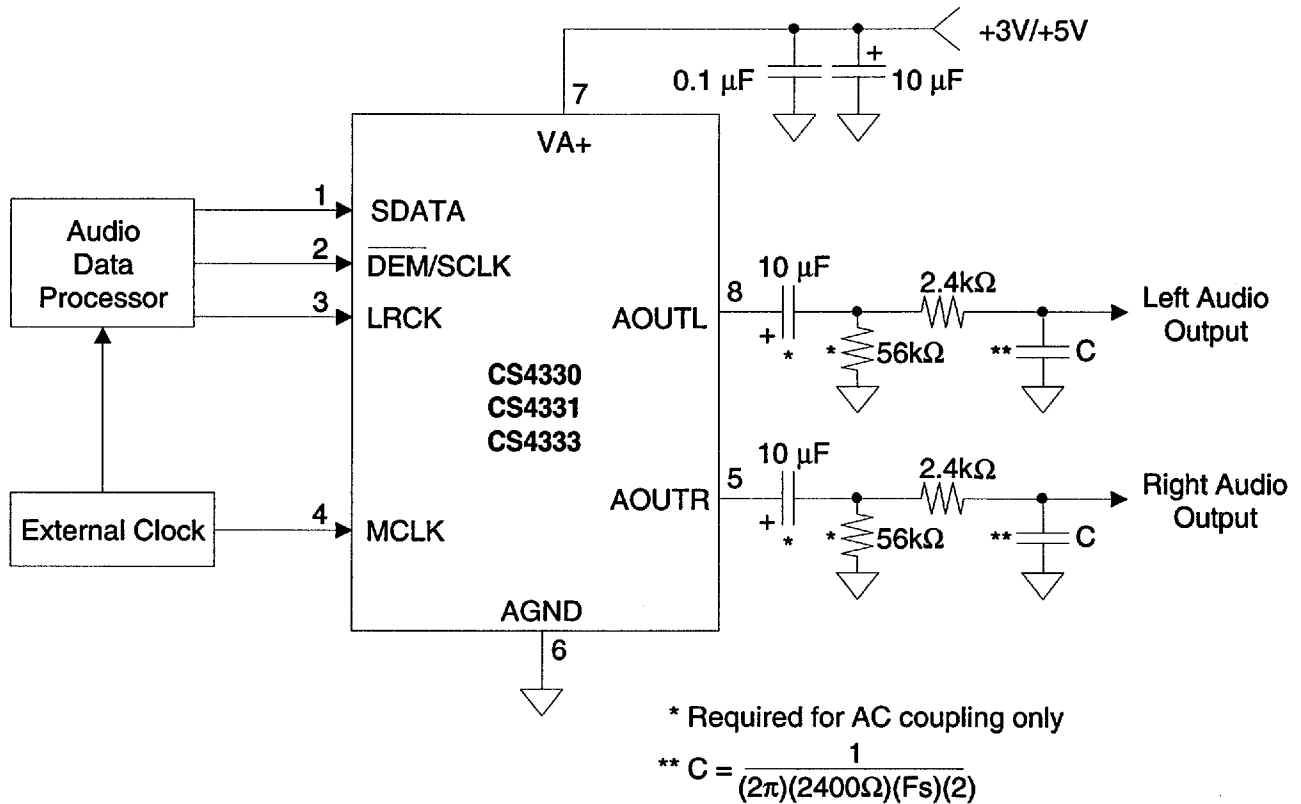 +3V/+5V
0.1 µF
+
10 µF
7
VA+
Audio
Data
Processor
1
SDATA
2
DEM/SCLK
3
LRCK
External Clock
4
MCLK
CS4330
CS4331
CS4333
AOUTL
8
10 µF
+
*
*
56kΩ
2.4kΩ
**
C
Left Audio
Output
AOUTR
5
10 µF
+
*
*
56kΩ
2.4kΩ
**
C
Right Audio
Output
AGND
6
* Required for AC coupling only
** C = 1
(2π)(2400Ω)(Fs)(2)